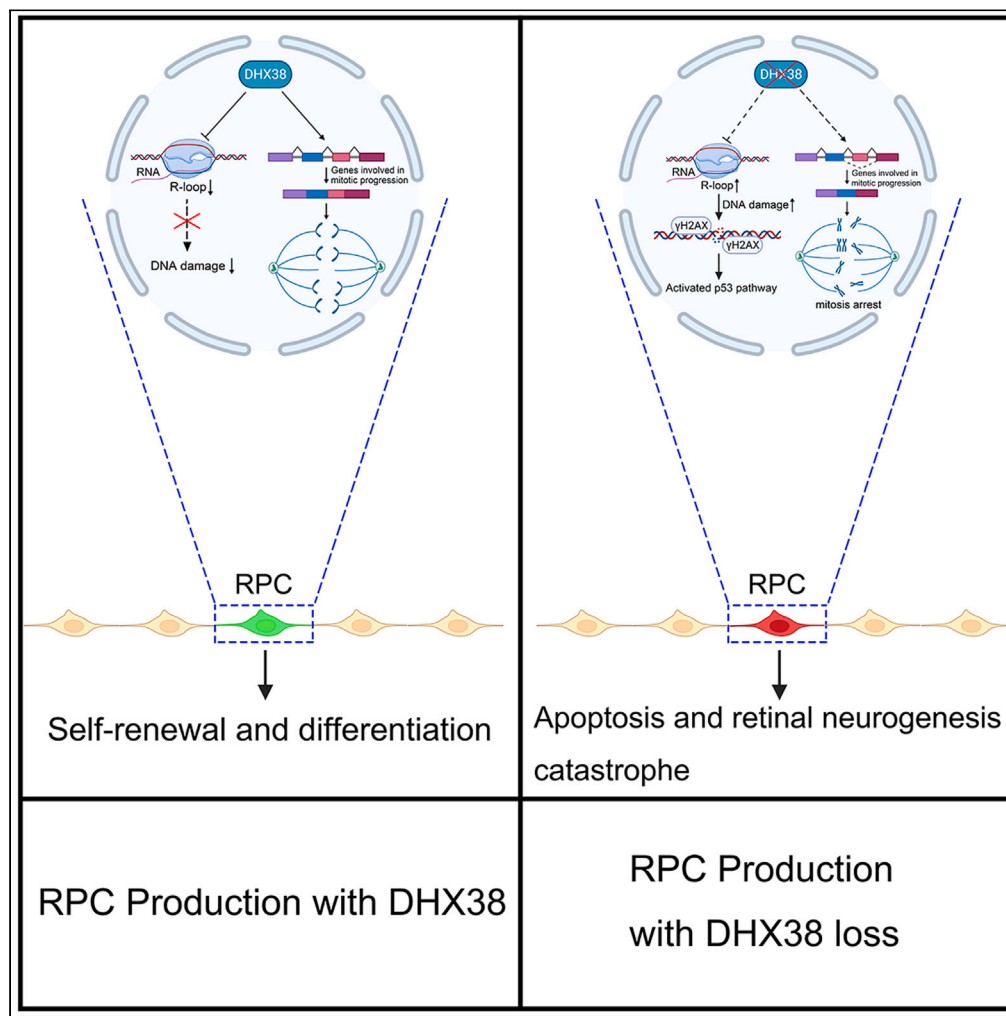 DHX38
RNA
R-loop↓
Genes involved in
mitotic progression
DNA damage ↓
RPC
Self-renewal and differentiation
RPC Production with DHX38
DHX38
RNA
R-loop↑
Genes involved in
mitotic progression
DNA damage↑
γH2AX
γH2AX
Activated p53 pathway
mitosis arrest
RPC
Apoptosis and retinal neurogenesis
catastrophe
RPC Production
with DHX38 loss